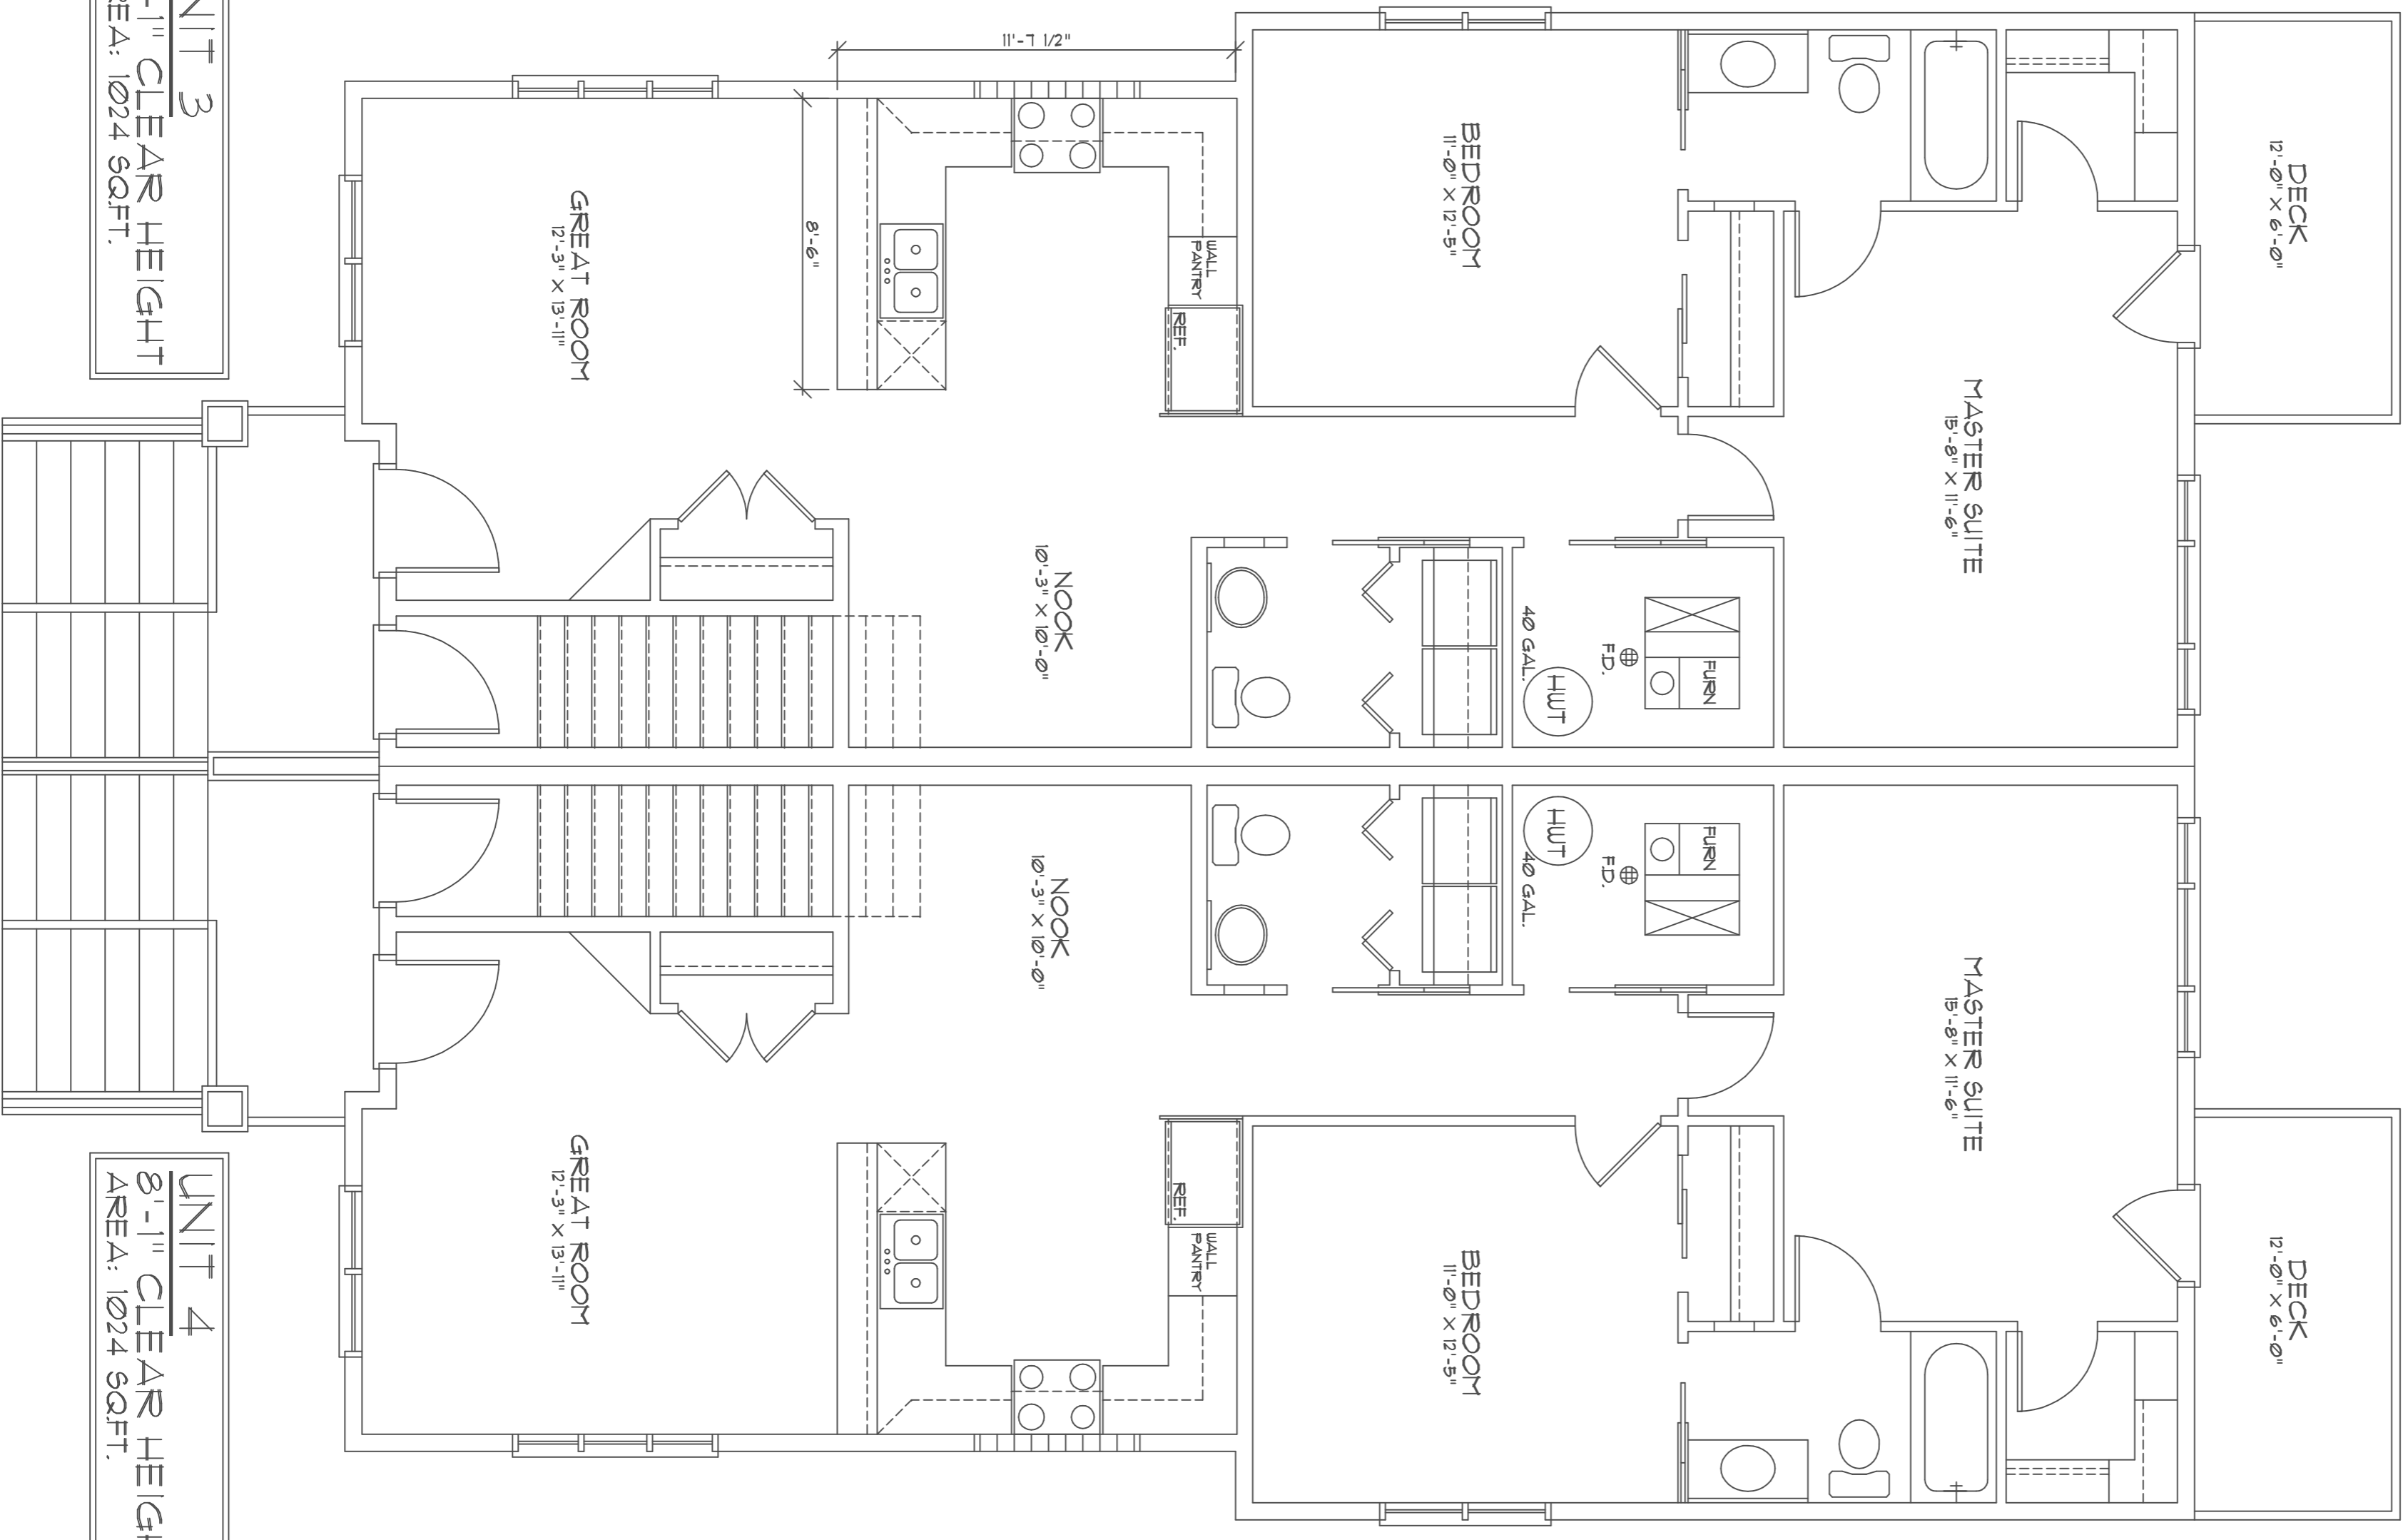 DECK
12'-0" X 6'-0"
DECK
12'-0" X 6'-0"
MASTER SUITE
15'-8" X 11'-6"
MASTER SUITE
15'-8" X 11'-6"
FURN
FURN
F.D.
F.D.
HWT
HWT
40 GAL.
40 GAL.
BEDROOM
11'-0" X 12'-5"
BEDROOM
11'-0" X 12'-5"
WALL
PANTRY
REF.
REF.
WALL
PANTRY
11'-7 1/2"
NOOK
10'-3" X 10'-0"
NOOK
10'-3" X 10'-0"
8'-6"
GREAT ROOM
12'-3" X 13'-11"
GREAT ROOM
12'-3" X 13'-11"
NIT 3
-1" CLEAR HEIGHT
EA: 1024 SQ.FT.
UNIT 4
8'-1" CLEAR HEIG
AREA: 1024 SQ.FT.